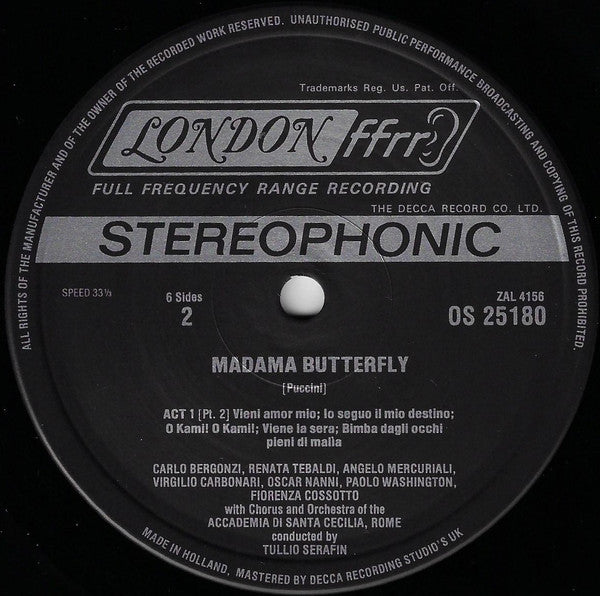 ALL RIGHTS OF THE MANUFACTURER AND OF THE OWNER OF THE RECORDED WORK RESERVED. UNAUTHORISED PUBLIC PERFORMANCE BROADCASTING AND COPYING OF THIS RECORD PROHIBITED.
Trademarks Reg. Us. Pat. Off.
LONDON ffrr
FULL FREQUENCY RANGE RECORDING
THE DECCA RECORD CO. LTD.
STEREOPHONIC
SPEED 33⅓ 6 Sides ZAL 4156
2 OS 25180
MADAMA BUTTERFLY
[Puccini]
ACT 1 [Pt. 2] Vieni amor mio; Io seguo il mio destino;
O Kami! O Kami!; Viene la sera; Bimba dagli occhi
pieni di malìa
CARLO BERGONZI, RENATA TEBALDI, ANGELO MERCURIALI,
VIRGILIO CARBONARI, OSCAR NANNI, PAOLO WASHINGTON,
FIORENZA COSSOTTO
with Chorus and Orchestra of the
ACCADEMIA DI SANTA CECILIA, ROME
conducted by
TULLIO SERAFIN
MADE IN HOLLAND, MASTERED BY DECCA RECORDING STUDIO'S UK